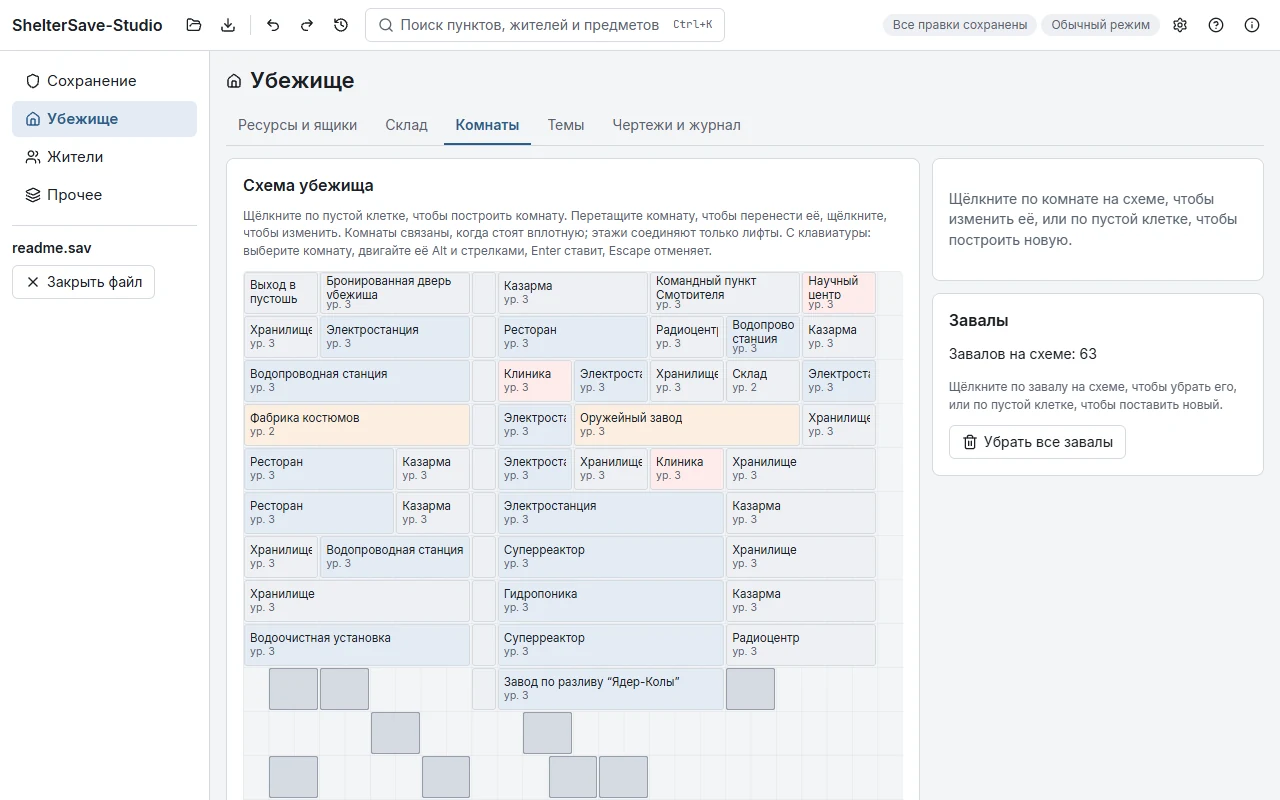 ShelterSave-Studio
Поиск пунктов, жителей и предметов Ctrl+K
Все правки сохранены
Обычный режим
Сохранение
Убежище
Жители
Прочее
readme.sav
Закрыть файл
Убежище
Ресурсы и ящики Склад Комнаты Темы Чертежи и журнал
Схема убежища
Щёлкните по пустой клетке, чтобы построить комнату. Перетащите комнату, чтобы перенести её, щёлкните,
чтобы изменить. Комнаты связаны, когда стоят вплотную; этажи соединяют только лифты. С клавиатуры:
выберите комнату, двигайте её Alt и стрелками, Enter ставит, Escape отменяет.
Выход в
пустошь
Бронированная дверь
убежища
ур. 3
Казарма
ур. 3
Командный пункт
Смотрителя
ур. 3
Научный
центр
ур. 3
Хранилище
ур. 3
Электростанция
ур. 3
Ресторан
ур. 3
Радиоцент
ур. 3
Водопрово
станция
ур. 3
Казарма
ур. 3
Водопроводная станция
ур. 3
Клиника
ур. 3
Электрост
ур. 3
Хранилище
ур. 3
Склад
ур. 2
Электрост
ур. 3
Фабрика костюмов
ур. 2
Электрост
ур. 3
Оружейный завод
ур. 3
Хранилище
ур. 3
Ресторан
ур. 3
Казарма
ур. 3
Электрост
ур. 3
Хранилище
ур. 3
Клиника
ур. 3
Хранилище
ур. 3
Ресторан
ур. 3
Казарма
ур. 3
Электростанция
ур. 3
Казарма
ур. 3
Хранилище
ур. 3
Водопроводная станция
ур. 3
Суперреактор
ур. 3
Хранилище
ур. 3
Хранилище
ур. 3
Гидропоника
ур. 3
Казарма
ур. 3
Водоочистная установка
ур. 3
Суперреактор
ур. 3
Радиоцентр
ур. 3
Завод по разливу “Ядер-Колы”
ур. 3
Щёлкните по комнате на схеме, чтобы
изменить её, или по пустой клетке, чтобы
построить новую.
Завалы
Завалов на схеме: 63
Щёлкните по завалу на схеме, чтобы убрать его,
или по пустой клетке, чтобы поставить новый.
Убрать все завалы